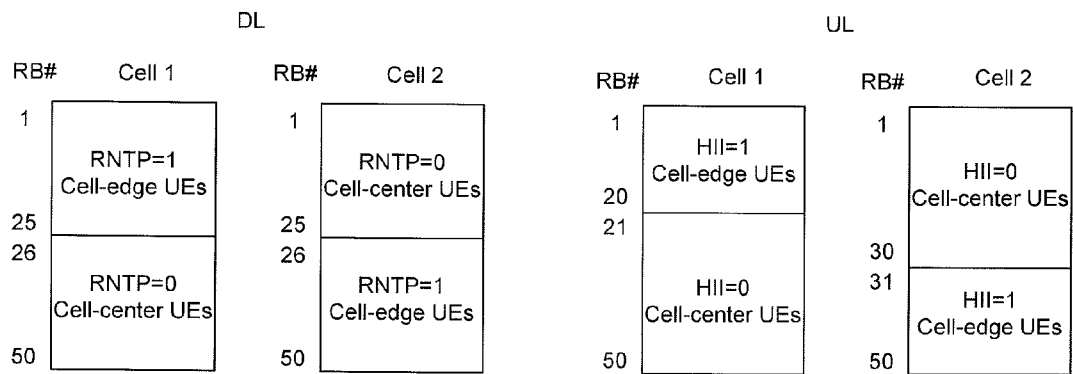 DL
RB#
Cell 1
1
RNTP=1
Cell-edge UEs
25
26
RNTP=0
Cell-center UEs
50
RB#
Cell 2
1
RNTP=0
Cell-center UEs
25
26
RNTP=1
Cell-edge UEs
50
UL
RB#
Cell 1
1
HII=1
Cell-edge UEs
20
21
HII=0
Cell-center UEs
50
RB#
Cell 2
1
HII=0
Cell-center UEs
30
31
HII=1
Cell-edge UEs
50